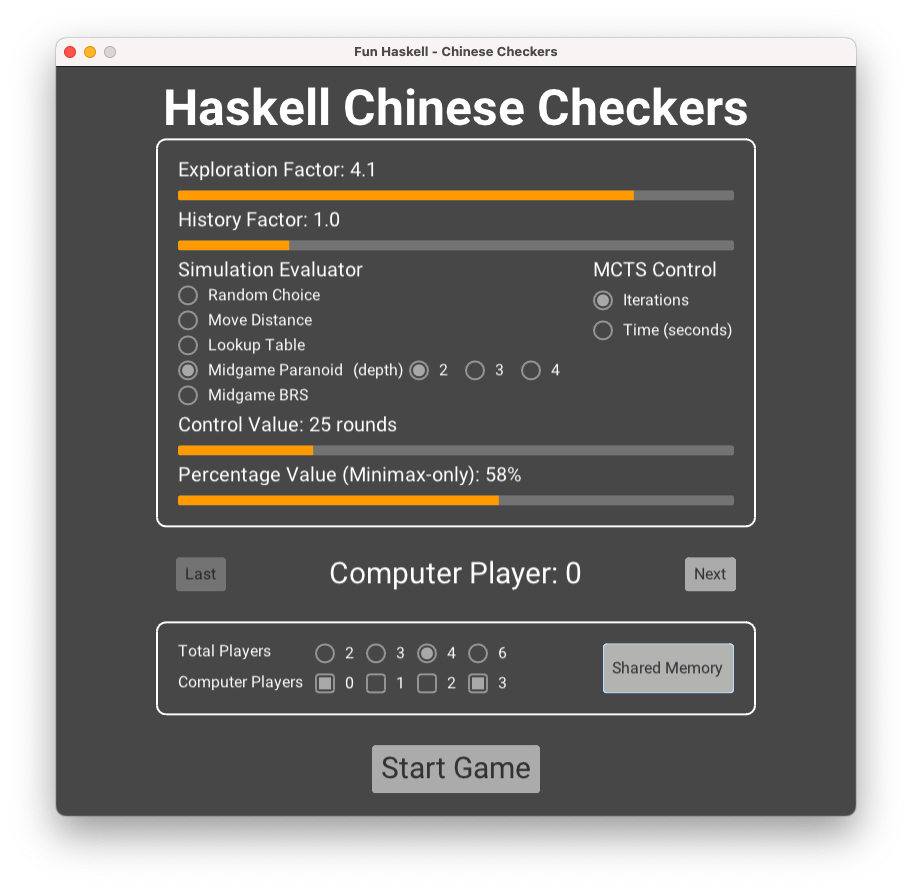 Fun Haskell - Chinese Checkers
Haskell Chinese Checkers
Exploration Factor: 4.1
History Factor: 1.0
Simulation Evaluator
Random Choice
Move Distance
Lookup Table
Midgame Paranoid (depth) 2 3 4
Midgame BRS
MCTS Control
Iterations
Time (seconds)
Control Value: 25 rounds
Percentage Value (Minimax-only): 58%
Last Computer Player: 0 Next
Total Players 2 3 4 6
Computer Players 0 1 2 3
Shared Memory
Start Game